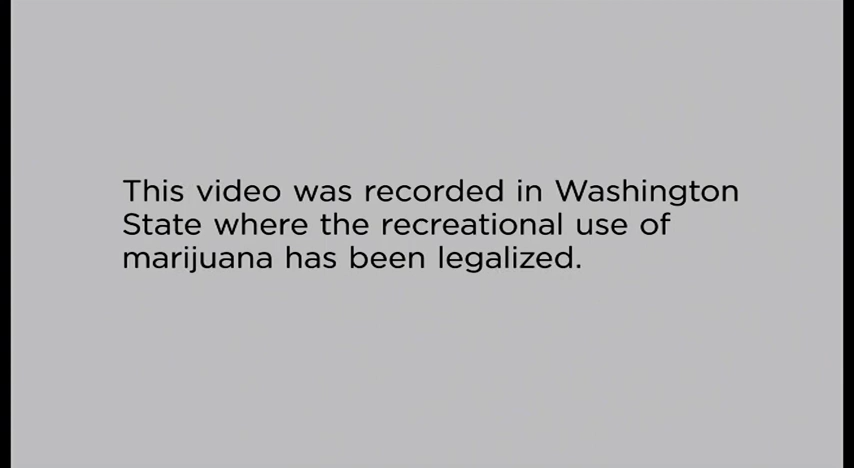 This video was recorded in Washington
State where the recreational use of
marijuana has been legalized.